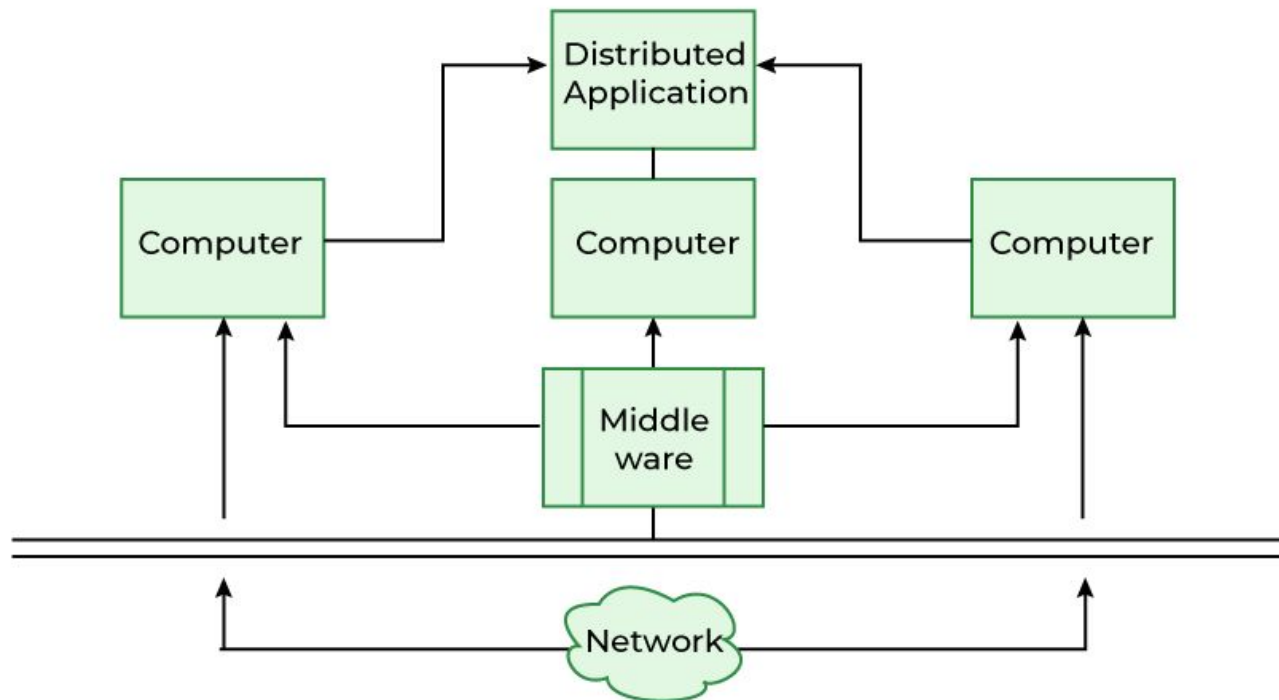 Distributed
Application
Computer
Computer
Computer
Middle
ware
Network